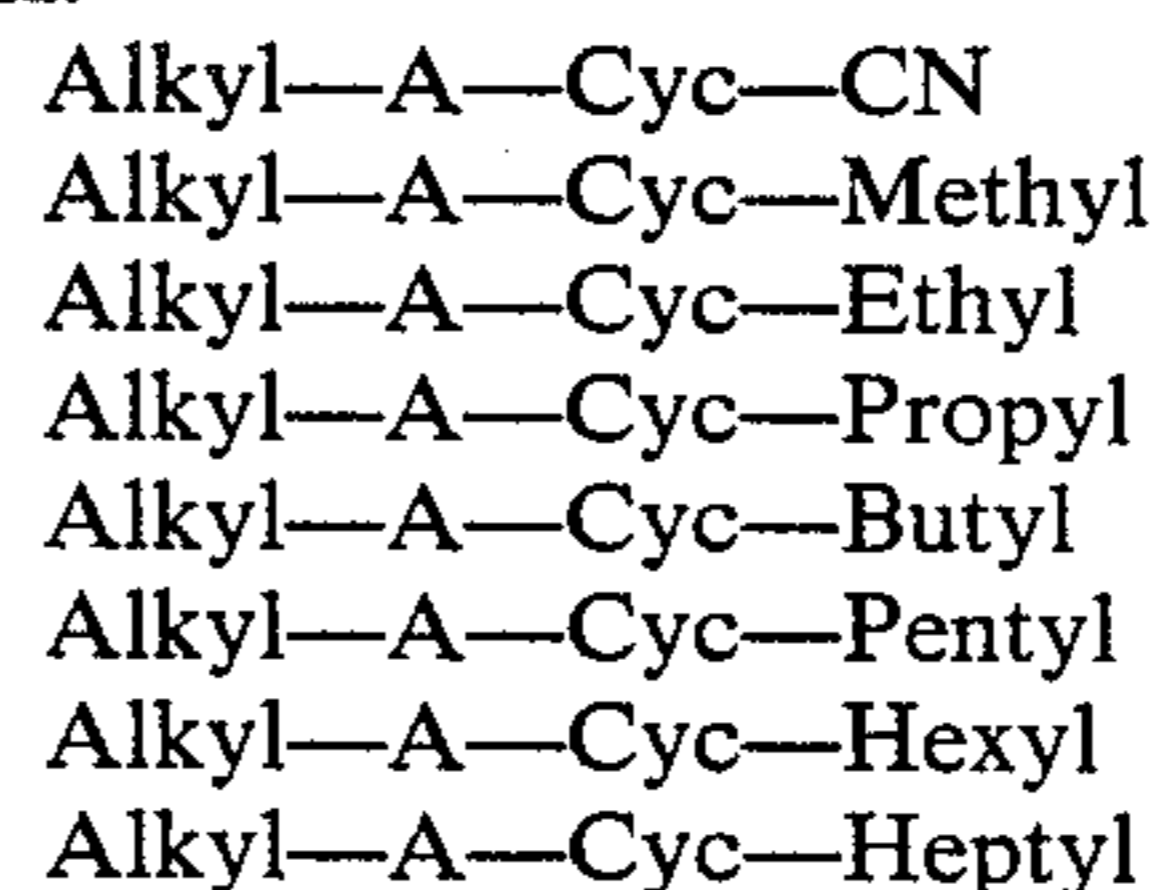 Alkyl—A—Cyc—CN
Alkyl—A—Cyc—Methyl
Alkyl—A—Cyc—Ethyl
Alkyl—A—Cyc—Propyl
Alkyl—A—Cyc—Butyl
Alkyl—A—Cyc—Pentyl
Alkyl—A—Cyc—Hexyl
Alkyl—A—Cyc—Heptyl